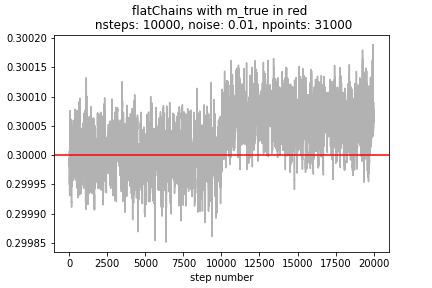 flatChains with m_true in red
nsteps: 10000, noise: 0.01, npoints: 31000
0.30020
0.30015
0.30010
0.30005
0.30000
0.29995
0.29990
0.29985
0 2500 5000 7500 10000 12500 15000 17500 20000
step number